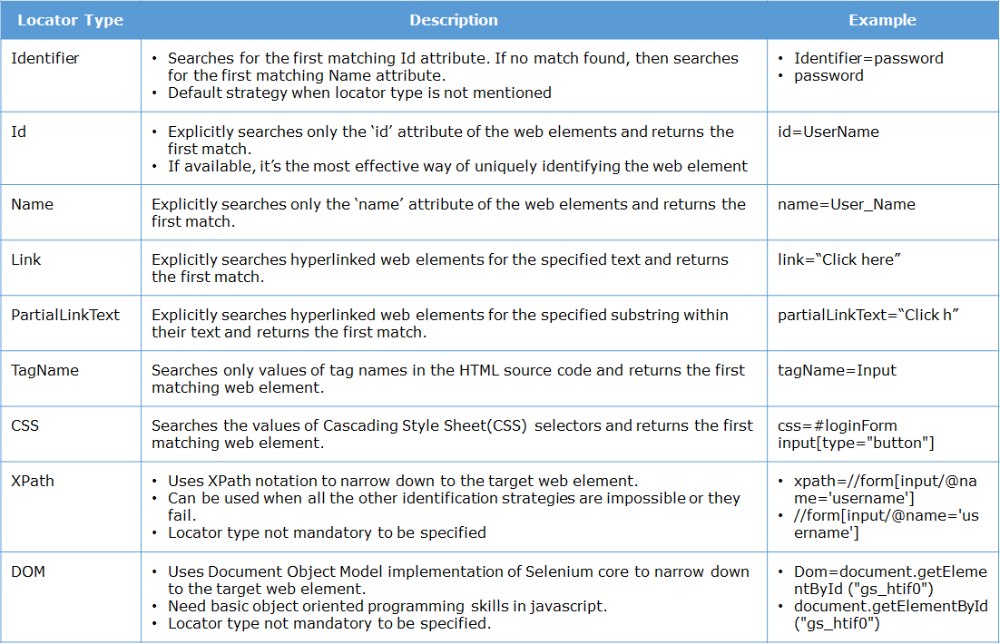 Locator Type Description Example
Identifier
• Searches for the first matching Id attribute. If no match found, then searches
for the first matching Name attribute.
• Default strategy when locator type is not mentioned
• Identifier=password
• password
Id
• Explicitly searches only the ‘id’ attribute of the web elements and returns the
first match.
• If available, it’s the most effective way of uniquely identifying the web element
id=UserName
Name
Explicitly searches only the ‘name’ attribute of the web elements and returns the
first match.
name=User_Name
Link
Explicitly searches hyperlinked web elements for the specified text and returns
the first match.
link=“Click here”
PartialLinkText
Explicitly searches hyperlinked web elements for the specified substring within
their text and returns the first match.
partialLinkText=“Click h”
TagName
Searches only values of tag names in the HTML source code and returns the first
matching web element.
tagName=Input
CSS
Searches the values of Cascading Style Sheet(CSS) selectors and returns the first
matching web element.
css=#loginForm
input[type="button"]
XPath
• Uses XPath notation to narrow down to the target web element.
• Can be used when all the other identification strategies are impossible or they
fail.
• Locator type not mandatory to be specified
• xpath=//form[input/@na
me='username']
• //form[input/@name='us
ername']
DOM
• Uses Document Object Model implementation of Selenium core to narrow down
to the target web element.
• Need basic object oriented programming skills in javascript.
• Locator type not mandatory to be specified.
• Dom=document.getEleme
ntById ("gs_htif0")
• document.getElementById
("gs_htif0")